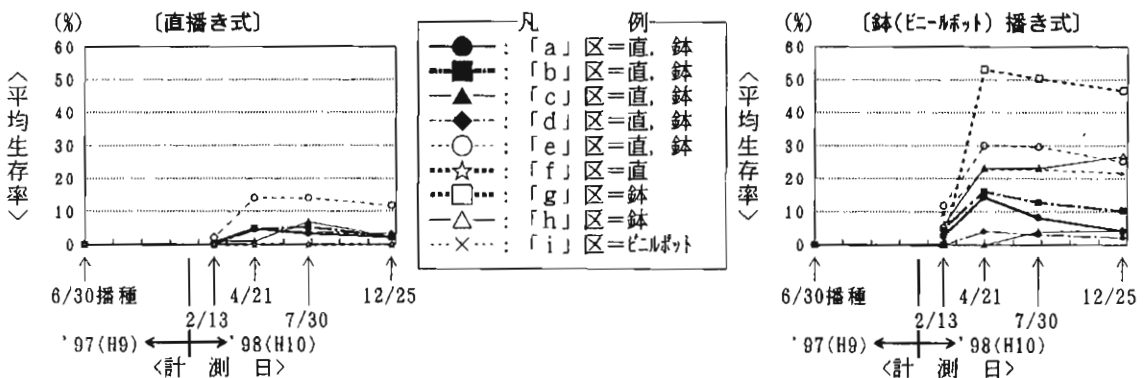 (%) 〔直播き式〕
60
50
40
30
20
10
0
〈平均生存率〉
6/30播種
2/13
4/21
7/30
12/25
'97(H9)
'98(H10)
〈計測日〉
凡例
:「a」区=直,鉢
:「b」区=直,鉢
:「c」区=直,鉢
:「d」区=直,鉢
:「e」区=直,鉢
:「f」区=直
:「g」区=鉢
:「h」区=鉢
:「i」区=ビニルポット
(%) 〔鉢(ビニールポット)播き式〕
60
50
40
30
20
10
0
〈平均生存率〉
6/30播種
2/13
4/21
7/30
12/25
'97(H9)
'98(H10)
〈計測日〉